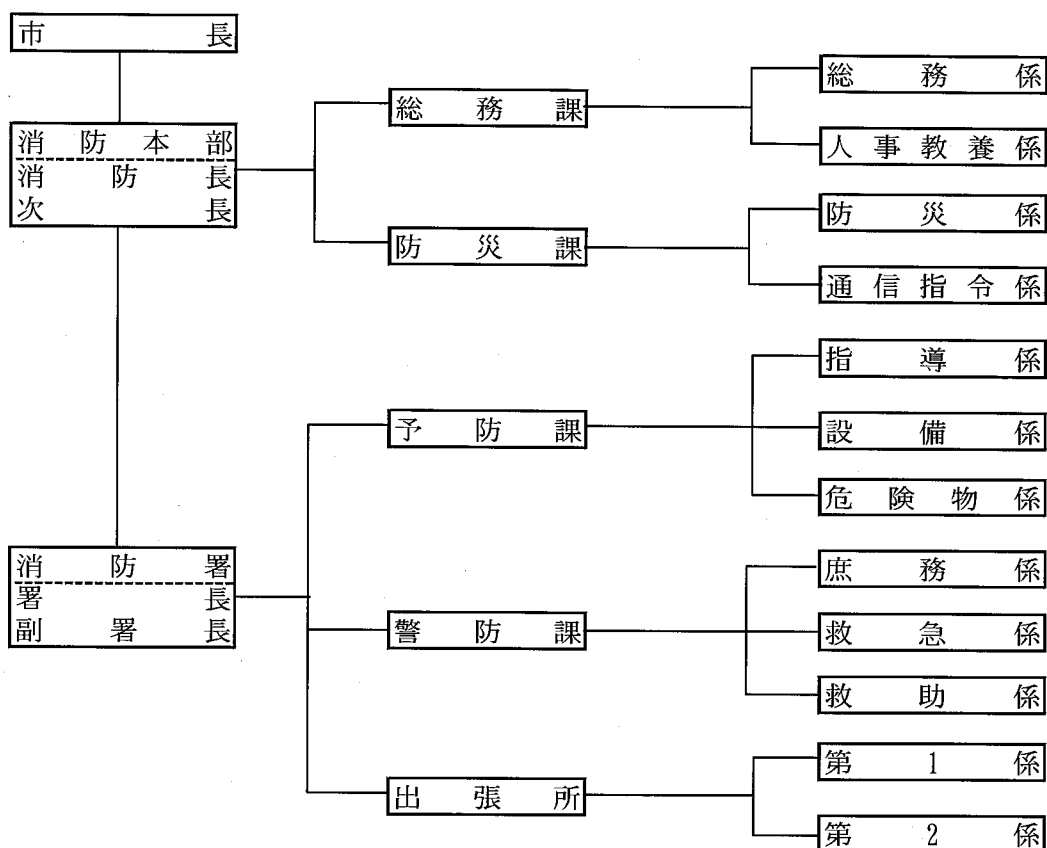 市長
総務係
総務課
人事教養係
消防本部
消防長
次長
防災係
防災課
通信指令係
指導係
予防課
設備係
危険物係
消防署
署長
副署長
庶務係
警防課
救急係
救助係
第1係
出張所
第2係